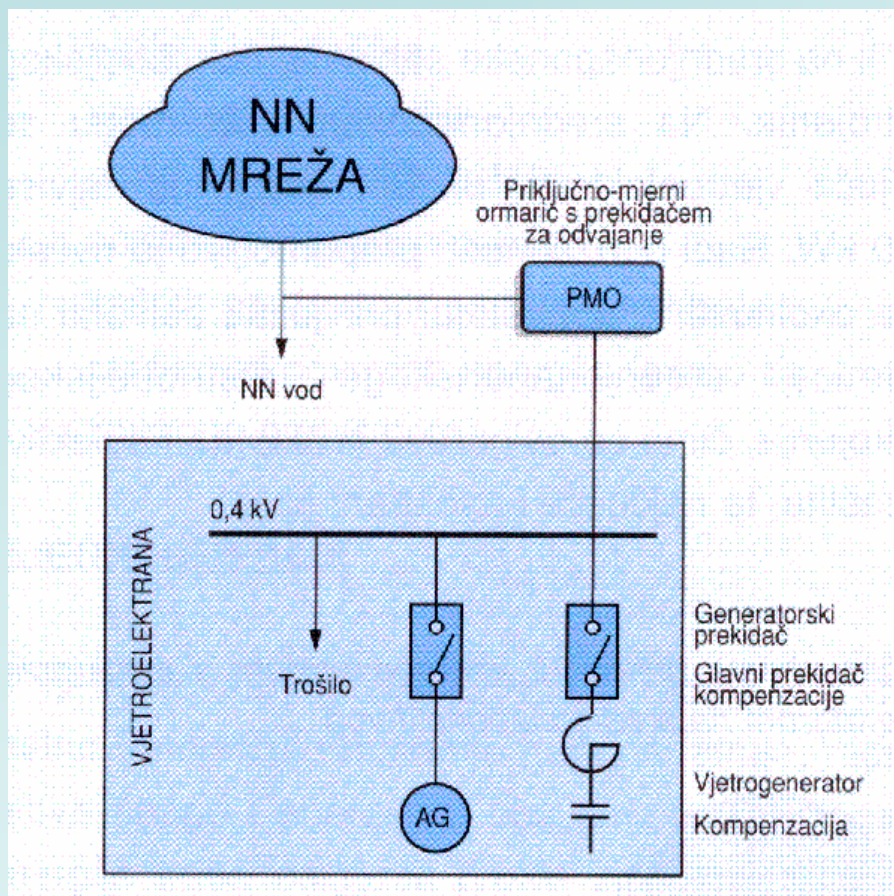 NN
MREŽA
Priključno-mjerni
ormarić s prekidačem
za odvajanje
PMO
NN vod
VJETROELEKTRANA
0,4 kV
Trošilo
Generatorski
prekidač
Glavni prekidač
kompenzacije
AG
Vjetrogenerator
Kompenzacija